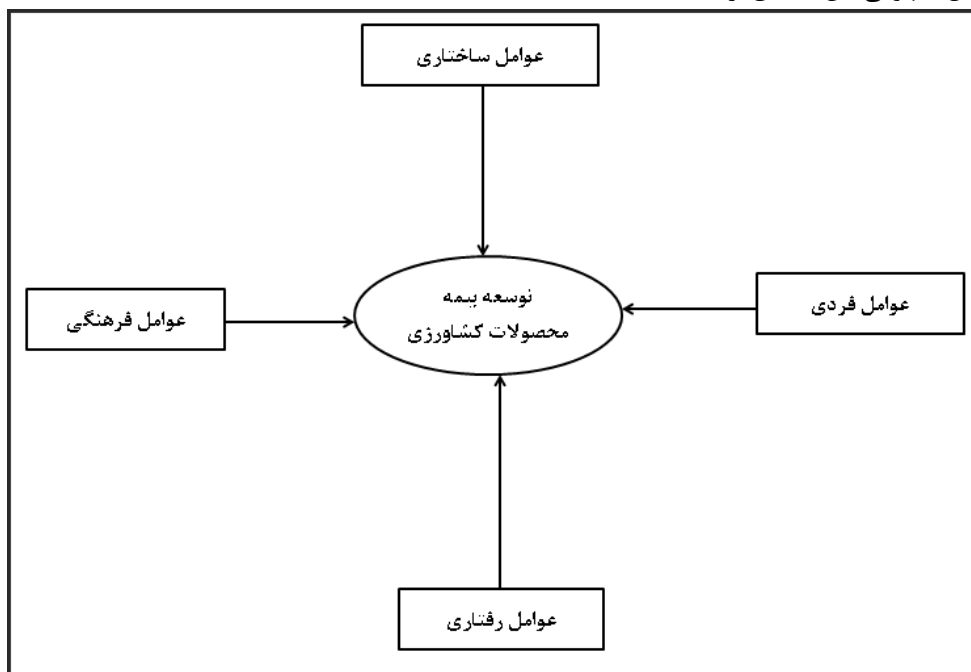 عوامل ساختاری
توسعه بیمه
محصولات کشاورزی
عوامل فردی
عوامل فرهنگی
عوامل رفتاری